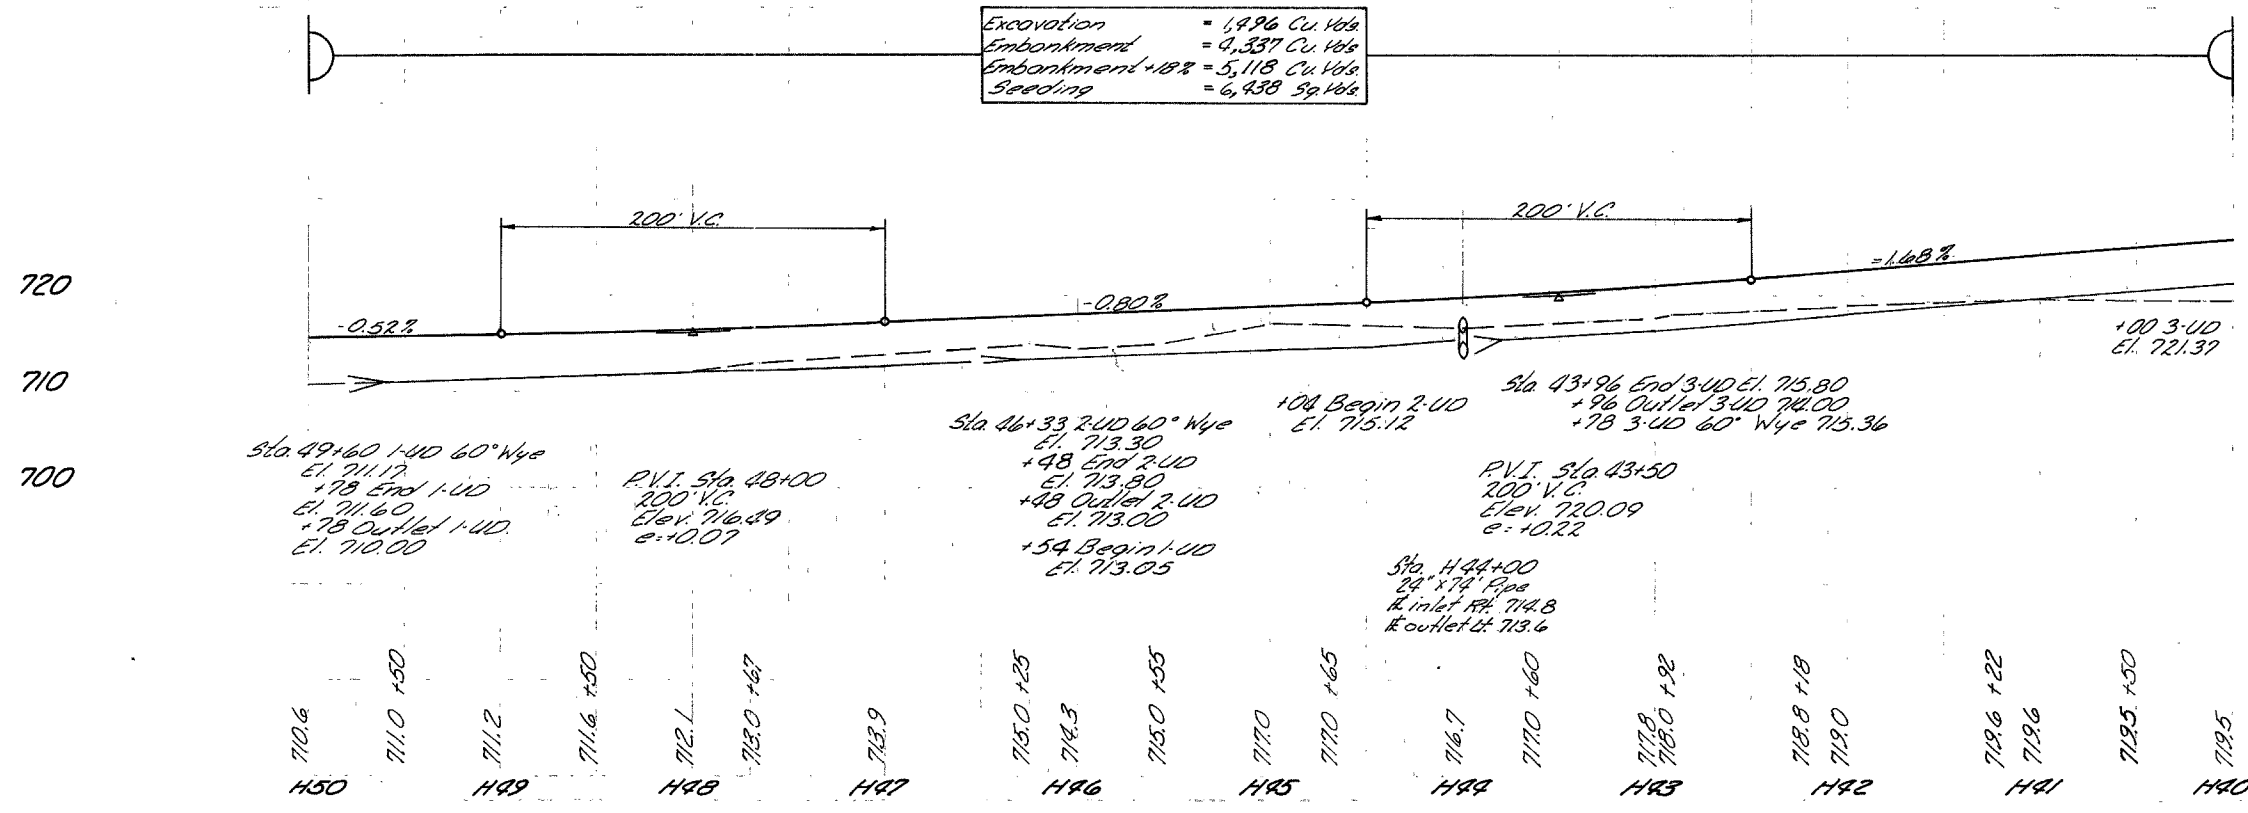 Excavation = 1,496 Cu. Yds.
Embankment = 4,337 Cu. Yds
Embankment +18% = 5,118 Cu. Yds.
Seeding = 6,438 Sq. Yds.
200' V.C.
200' V.C.
720
-0.52%
-0.80%
=1.68%
710
+00 3-UD
El. 721.37
700
Sta. 49+60 1-UD 60° Wye
El. 711.17
+78 End 1-UD
El. 711.60
+78 Outlet 1-UD.
El. 710.00
P.V.I. Sta. 48+00
200' V.C.
Elev. 716.49
e=+0.07
Sta. 46+33 2-UD 60° Wye
El. 713.30
+48 End 2-UD
El. 713.80
+48 Outlet 2-UD
El. 713.00
+54 Begin 1-UD
El. 713.05
+04 Begin 2-UD
El. 715.12
Sta. 43+96 End 3-UD El. 715.80
+96 Outlet 3-UD 714.00
+78 3-UD 60° Wye 715.36
P.V.I. Sta. 43+50
200' V.C.
Elev. 720.09
e=+0.22
Sta. H44+00
24" x 74' Pipe
inlet Rt. 714.8
outlet Lt. 713.6
710.6
711.0 +50
711.2
711.6 +50
712.1
713.0 +67
713.9
715.0 +25
714.3
715.0 +55
717.0
717.0 +65
716.7
717.0 +60
717.8
718.0 +92
718.8 +18
719.0
719.6 +22
719.6
719.5 +50
719.5
H50 H49 H48 H47 H46 H45 H44 H43 H42 H41 H40